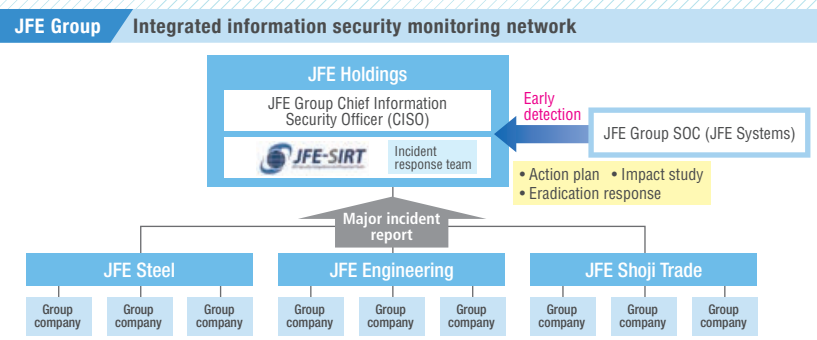 JFE Group
Integrated information security monitoring network
JFE Holdings
JFE Group Chief Information
Security Officer (CISO)
JFE-SIRT
Incident
response team
Early
detection
JFE Group SOC (JFE Systems)
• Action plan • Impact study
• Eradication response
Major incident
report
JFE Steel
JFE Engineering
JFE Shoji Trade
Group
company
Group
company
Group
company
Group
company
Group
company
Group
company
Group
company
Group
company
Group
company